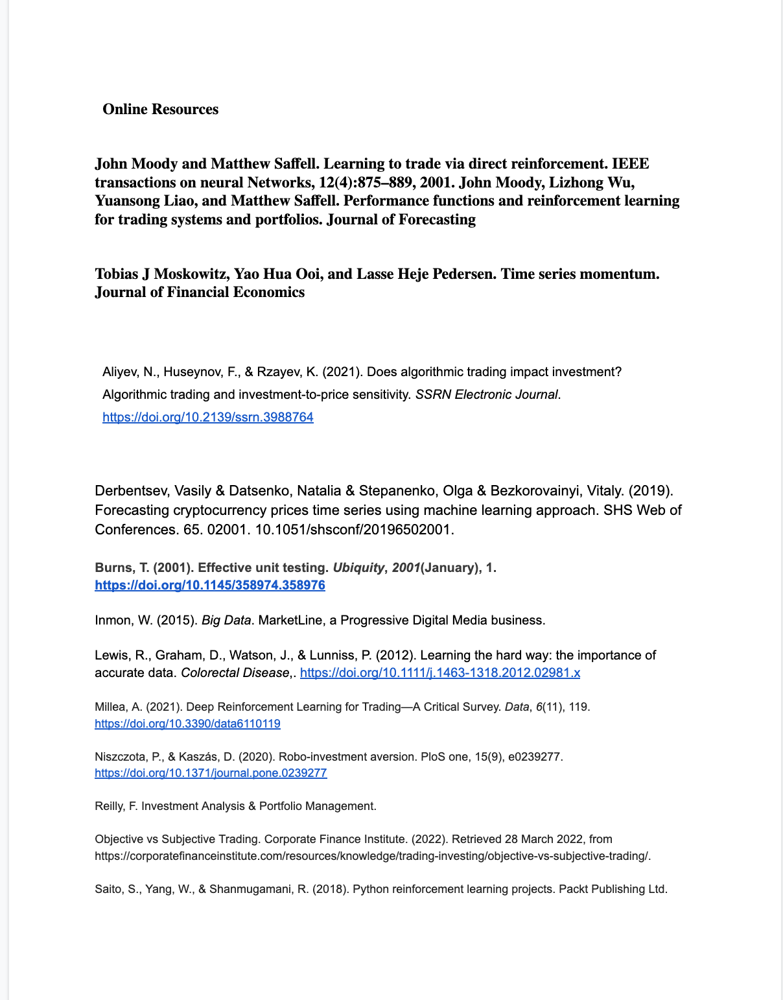 Online Resources
John Moody and Matthew Saffell. Learning to trade via direct reinforcement. IEEE
transactions on neural Networks, 12(4):875–889, 2001. John Moody, Lizhong Wu,
Yuansong Liao, and Matthew Saffell. Performance functions and reinforcement learning
for trading systems and portfolios. Journal of Forecasting
Tobias J Moskowitz, Yao Hua Ooi, and Lasse Heje Pedersen. Time series momentum.
Journal of Financial Economics
Aliyev, N., Huseynov, F., & Rzayev, K. (2021). Does algorithmic trading impact investment?
Algorithmic trading and investment-to-price sensitivity. SSRN Electronic Journal.
https://doi.org/10.2139/ssrn.3988764
Derbentsev, Vasily & Datsenko, Natalia & Stepanenko, Olga & Bezkorovainyi, Vitaly. (2019).
Forecasting cryptocurrency prices time series using machine learning approach. SHS Web of
Conferences. 65. 02001. 10.1051/shsconf/20196502001.
Burns, T. (2001). Effective unit testing. Ubiquity, 2001(January), 1.
https://doi.org/10.1145/358974.358976
Inmon, W. (2015). Big Data. MarketLine, a Progressive Digital Media business.
Lewis, R., Graham, D., Watson, J., & Lunniss, P. (2012). Learning the hard way: the importance of
accurate data. Colorectal Disease,. https://doi.org/10.1111/j.1463-1318.2012.02981.x
Millea, A. (2021). Deep Reinforcement Learning for Trading—A Critical Survey. Data, 6(11), 119.
https://doi.org/10.3390/data6110119
Niszczota, P., & Kaszás, D. (2020). Robo-investment aversion. PloS one, 15(9), e0239277.
https://doi.org/10.1371/journal.pone.0239277
Reilly, F. Investment Analysis & Portfolio Management.
Objective vs Subjective Trading. Corporate Finance Institute. (2022). Retrieved 28 March 2022, from
https://corporatefinanceinstitute.com/resources/knowledge/trading-investing/objective-vs-subjective-trading/.
Saito, S., Yang, W., & Shanmugamani, R. (2018). Python reinforcement learning projects. Packt Publishing Ltd.